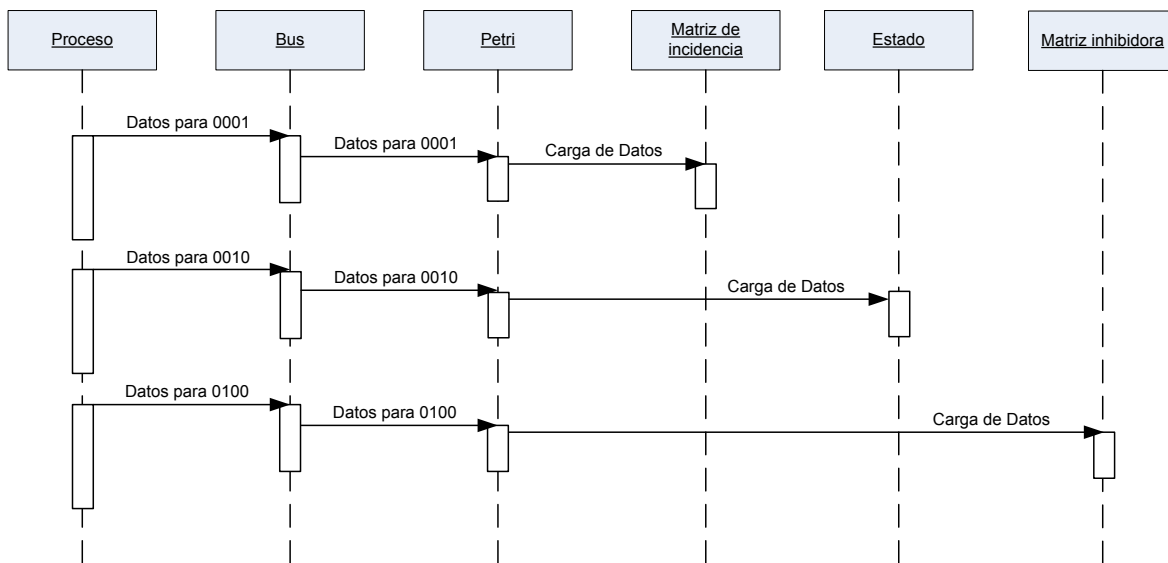 Proceso
Bus
Petri
Matriz de
incidencia
Estado
Matriz inhibidora
Datos para 0001
Datos para 0001
Carga de Datos
Datos para 0010
Datos para 0010
Carga de Datos
Datos para 0100
Datos para 0100
Carga de Datos